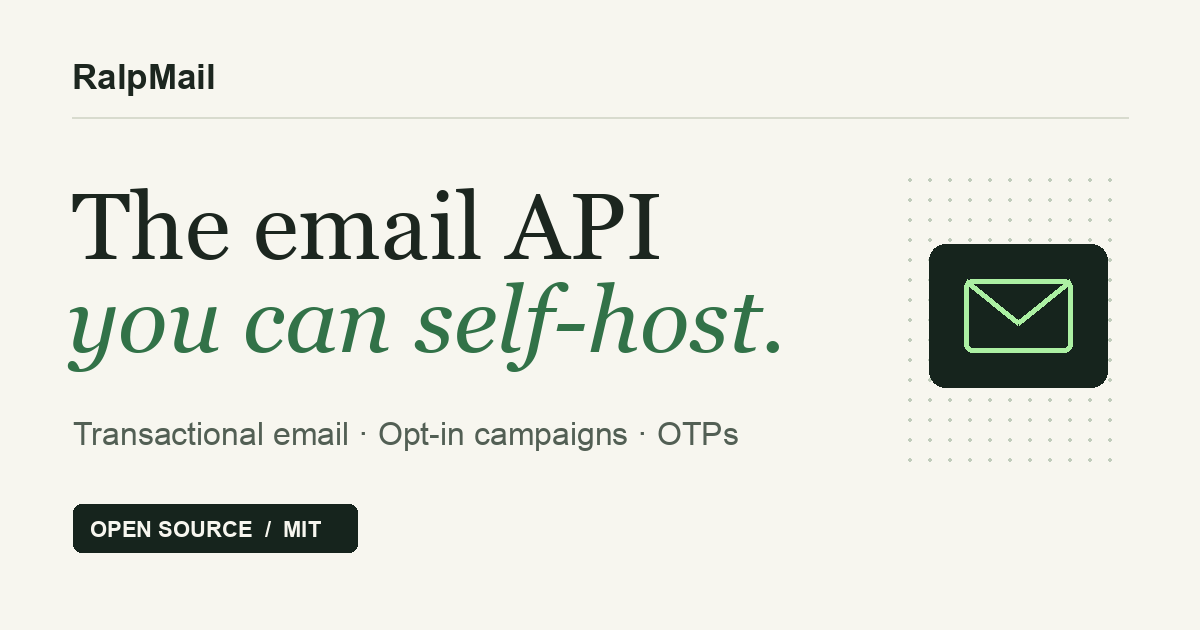 RalpMail
The email API
you can self-host.
Transactional email · Opt-in campaigns · OTPs
OPEN SOURCE / MIT